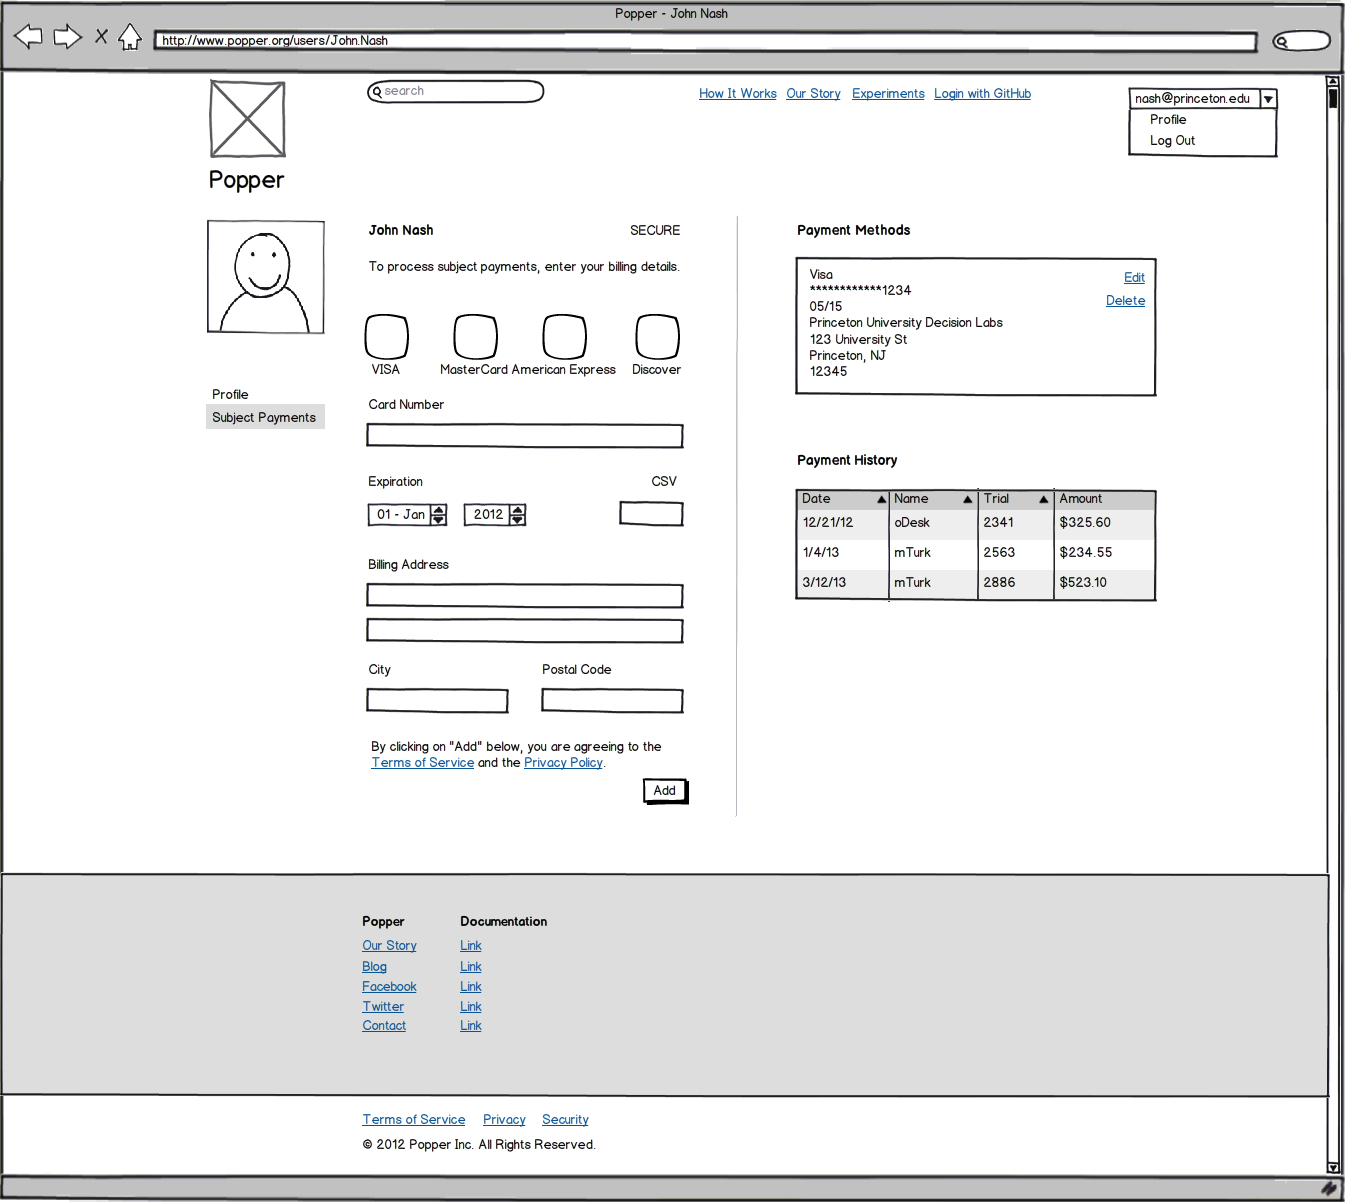 Popper - John Nash
http://www.popper.org/users/John.Nash
search
How It Works Our Story Experiments Login with GitHub
nash@princeton.edu
Profile
Log Out
Popper
Profile
Subject Payments
John Nash SECURE
To process subject payments, enter your billing details.
VISA MasterCard American Express Discover
Card Number
Expiration CSV
01 - Jan 2012
Billing Address
City Postal Code
By clicking on "Add" below, you are agreeing to the
Terms of Service and the Privacy Policy.
Add
Payment Methods
Visa Edit
************1234
05/15 Delete
Princeton University Decision Labs
123 University St
Princeton, NJ
12345
Payment History
Date Name Trial Amount
12/21/12 oDesk 2341 $325.60
1/4/13 mTurk 2563 $234.55
3/12/13 mTurk 2886 $523.10
Popper Documentation
Our Story Link
Blog Link
Facebook Link
Twitter Link
Contact Link
Terms of Service Privacy Security
© 2012 Popper Inc. All Rights Reserved.